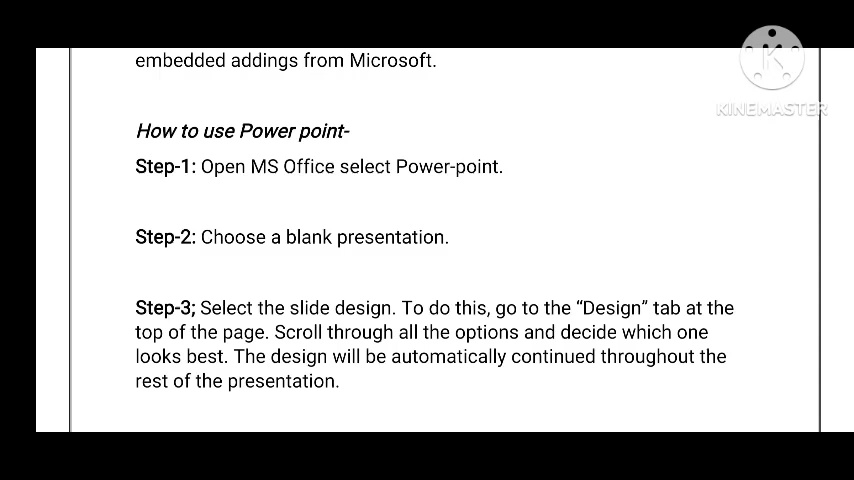 embedded addings from Microsoft.
KINEMASTER
How to use Power point-
Step-1: Open MS Office select Power-point.
Step-2: Choose a blank presentation.
Step-3; Select the slide design. To do this, go to the “Design” tab at the
top of the page. Scroll through all the options and decide which one
looks best. The design will be automatically continued throughout the
rest of the presentation.